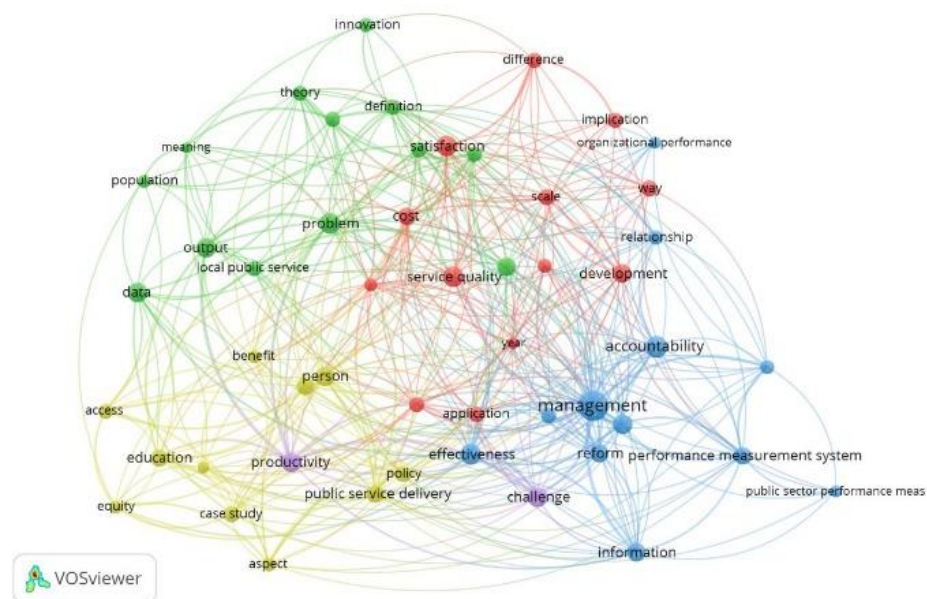 innovation
difference
theory
definition
implication
organizational performance
meaning
satisfaction
population
way
scale
cost
problem
relationship
output
local public service
service quality
development
data
year
accountability
benefit
person
management
access
application
education
productivity
effectiveness
reform
performance measurement system
policy
public service delivery
challenge
public sector performance meas
equity
case study
information
aspect
VOSviewer